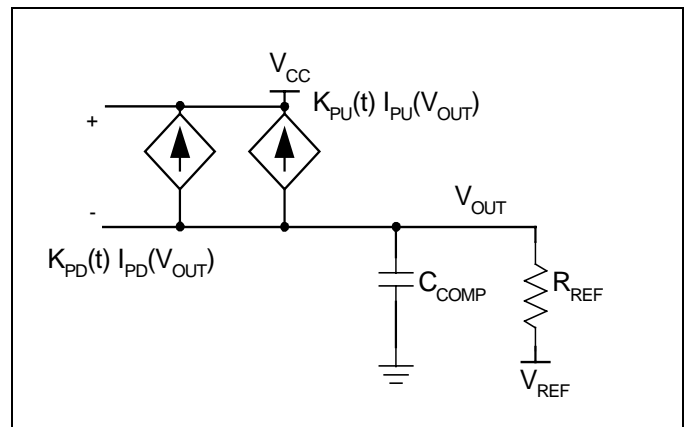 V_CC
K_PU(t) I_PU(V_OUT)
+
-
V_OUT
K_PD(t) I_PD(V_OUT)
C_COMP
R_REF
V_REF